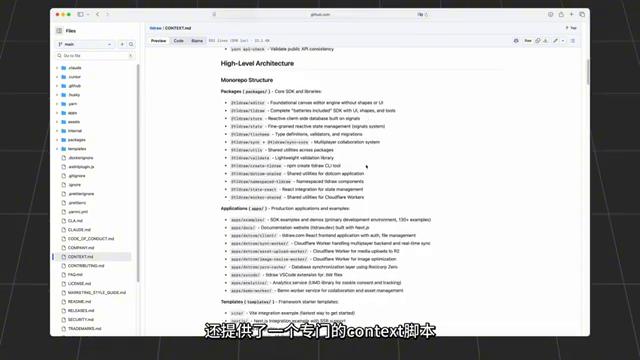 github.com
Files
tldraw / CONTEXT.md
Top
main
Preview Code Blame
Go to file
yarn api-check - Validate public API consistency
.claude
.cursor
.github
.husky
.yarn
apps
assets
internal
packages
templates
.dockerignore
.gitignore
.ignore
.prettierignore
.prettierrc
.yarnrc.yml
CLA.md
CLAUDE.md
CODE_OF_CONDUCT.md
COMPANY.md
CONTEXT.md
CONTRIBUTING.md
FAQ.md
LICENSE.md
MARKETING_STYLE_GUIDE.md
README.md
RELEASES.md
SECURITY.md
TRADEMARKS.md
High-Level Architecture
Monorepo Structure
Packages ( packages/ ) - Core SDK and libraries:
@tldraw/editor - Foundational canvas editor engine without shapes or UI
@tldraw/tldraw - Complete "batteries included" SDK with UI, shapes, and tools
@tldraw/store - Reactive client-side database built on signals
@tldraw/state - Fine-grained reactive state management (signals system)
@tldraw/tlschema - Type definitions, validators, and migrations
@tldraw/sync + @tldraw/sync-core - Multiplayer collaboration system
@tldraw/utils - Shared utilities across packages
@tldraw/validate - Lightweight validation library
@tldraw/create-tldraw - npm create tldraw CLI tool
@tldraw/dotcom-shared - Shared utilities for dotcom application
@tldraw/namespaced-tldraw - Namespaced tldraw components
@tldraw/state-react - React integration for state management
@tldraw/worker-shared - Shared utilities for Cloudflare Workers
Applications ( apps/ ) - Production applications and examples:
apps/examples/ - SDK examples and demos (primary development environment, 130+ examples)
apps/docs/ - Documentation website (tldraw.dev) built with Next.js
apps/dotcom/client/ - tldraw.com React frontend application with auth, file management
apps/dotcom/sync-worker/ - Cloudflare Worker handling multiplayer backend and real-time sync
apps/dotcom/asset-upload-worker/ - Cloudflare Worker for media uploads to R2
apps/dotcom/image-resize-worker/ - Cloudflare Worker for image optimization
apps/dotcom/zero-cache/ - Database synchronization layer using Rocicorp Zero
apps/vscode/ - tldraw VSCode extension for .tldr files
apps/analytics/ - Analytics service (UMD library for cookie consent and tracking)
apps/bemo-worker/ - Bemo worker service for collaboration and asset management
Templates ( templates/ ) - Framework starter templates:
vite/ - Vite integration example (fastest way to get started)
nextjs/ - Next.js integration example with SSR support
还提供了一个专门的context脚本